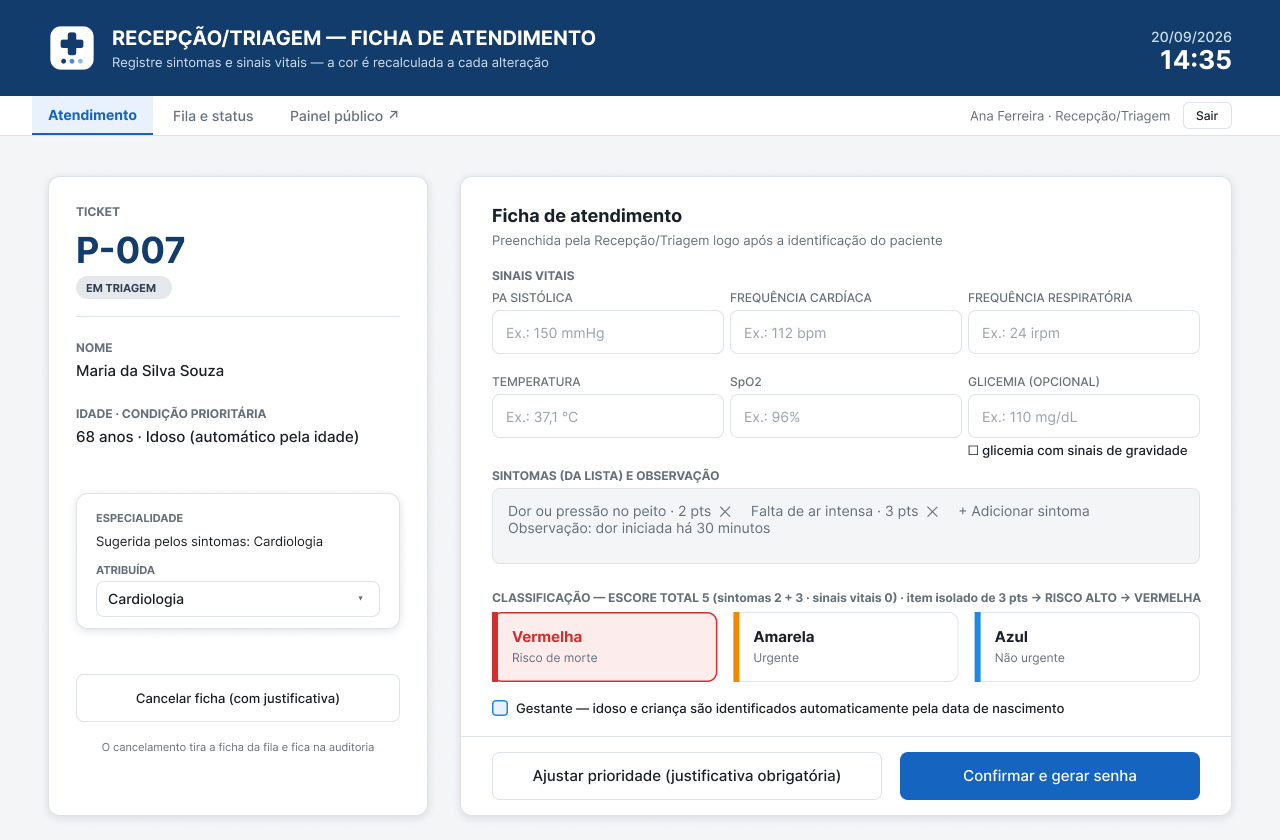 RECEPÇÃO/TRIAGEM — FICHA DE ATENDIMENTO
Registre sintomas e sinais vitais — a cor é recalculada a cada alteração
20/09/2026
14:35
Atendimento
Fila e status
Painel público ↗
Ana Ferreira · Recepção/Triagem
Sair
TICKET
P-007
EM TRIAGEM
NOME
Maria da Silva Souza
IDADE · CONDIÇÃO PRIORITÁRIA
68 anos · Idoso (automático pela idade)
ESPECIALIDADE
Sugerida pelos sintomas: Cardiologia
ATRIBUÍDA
Cardiologia
Cancelar ficha (com justificativa)
O cancelamento tira a ficha da fila e fica na auditoria
Ficha de atendimento
Preenchida pela Recepção/Triagem logo após a identificação do paciente
SINAIS VITAIS
PA SISTÓLICA
FREQUÊNCIA CARDÍACA
FREQUÊNCIA RESPIRATÓRIA
Ex.: 150 mmHg
Ex.: 112 bpm
Ex.: 24 irpm
TEMPERATURA
SpO2
GLICEMIA (OPCIONAL)
Ex.: 37,1 °C
Ex.: 96%
Ex.: 110 mg/dL
☐ glicemia com sinais de gravidade
SINTOMAS (DA LISTA) E OBSERVAÇÃO
Dor ou pressão no peito · 2 pts ✕ Falta de ar intensa · 3 pts ✕ + Adicionar sintoma
Observação: dor iniciada há 30 minutos
CLASSIFICAÇÃO — ESCORE TOTAL 5 (sintomas 2 + 3 · sinais vitais 0) · item isolado de 3 pts → RISCO ALTO → VERMELHA
Vermelha
Risco de morte
Amarela
Urgente
Azul
Não urgente
Gestante — idoso e criança são identificados automaticamente pela data de nascimento
Ajustar prioridade (justificativa obrigatória)
Confirmar e gerar senha